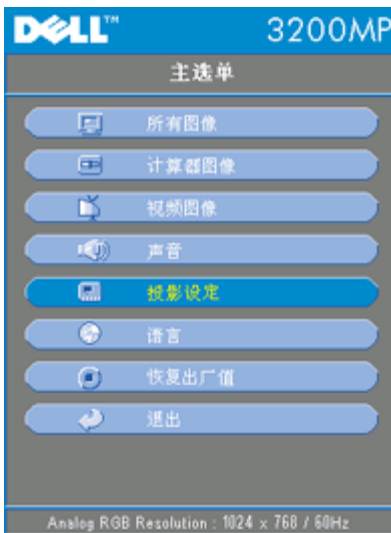 DELL™
3200MP
主选单
所有图像
计算器图像
视频图像
声音
投影设定
语言
恢复出厂值
退出
Analog RGB Resolution : 1024 x 768 / 60Hz